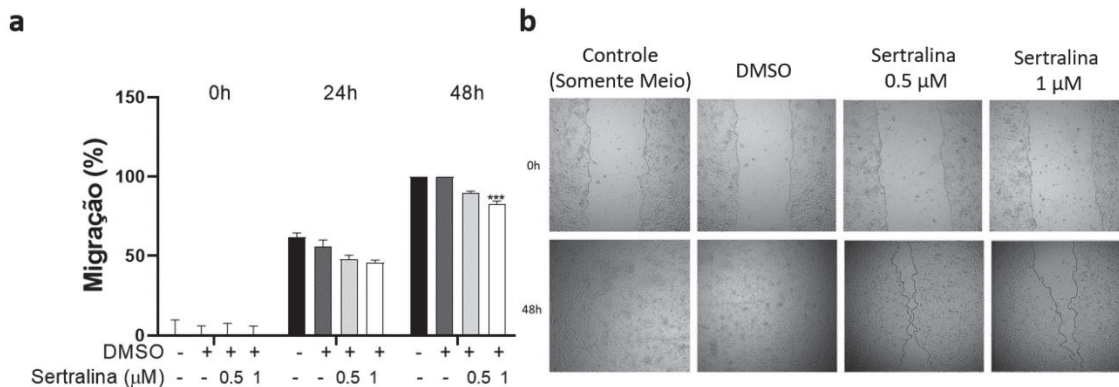 a
0h 24h 48h
150
100
50
0
Migração (%)
***
DMSO - + + + - + + + - + + +
Sertralina (µM) - - 0.5 1 - - 0.5 1 - - 0.5 1
b
Controle
(Somente Meio)
DMSO
Sertralina
0.5 µM
Sertralina
1 µM
0h
48h